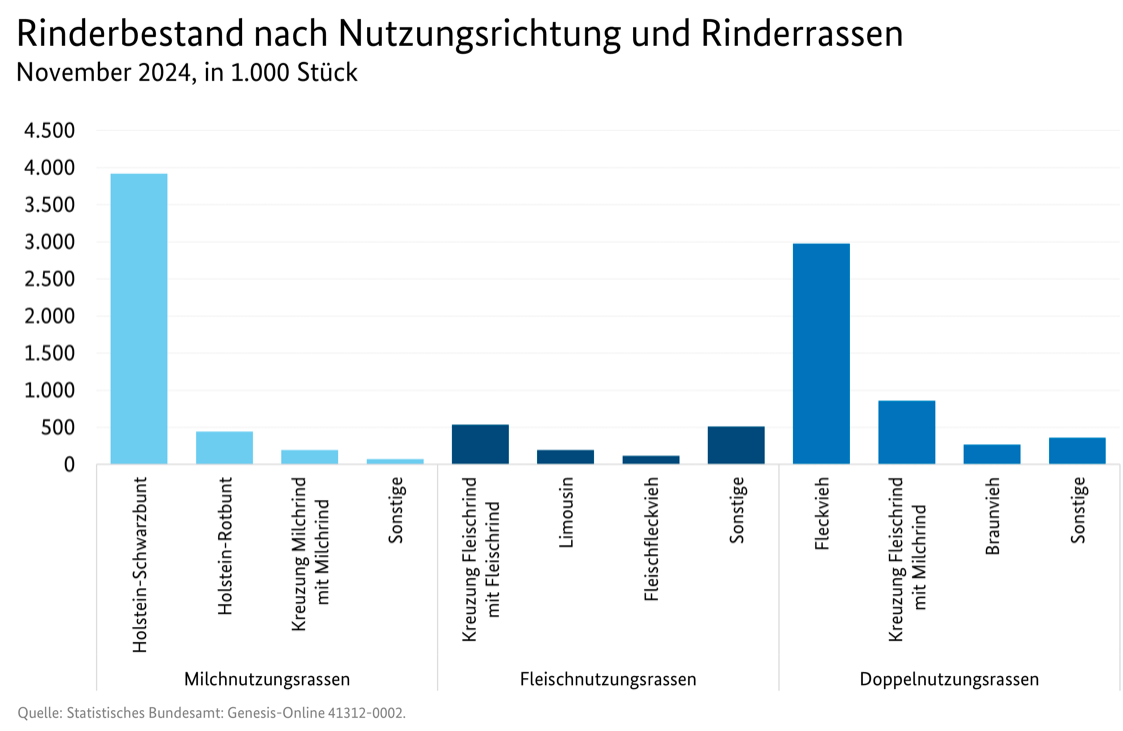 Rinderbestand nach Nutzungsrichtung und Rinderrassen
November 2024, in 1.000 Stück
4.500
4.000
3.500
3.000
2.500
2.000
1.500
1.000
500
0
Holstein-Schwarzbunt
Holstein-Rotbunt
Kreuzung Milchrind
mit Milchrind
Sonstige
Kreuzung Fleischrind
mit Fleischrind
Limousin
Fleischfleckvieh
Sonstige
Fleckvieh
Kreuzung Fleischrind
mit Milchrind
Braunvieh
Sonstige
Milchnutzungsrassen
Fleischnutzungsrassen
Doppelnutzungsrassen
Quelle: Statistisches Bundesamt: Genesis-Online 41312-0002.